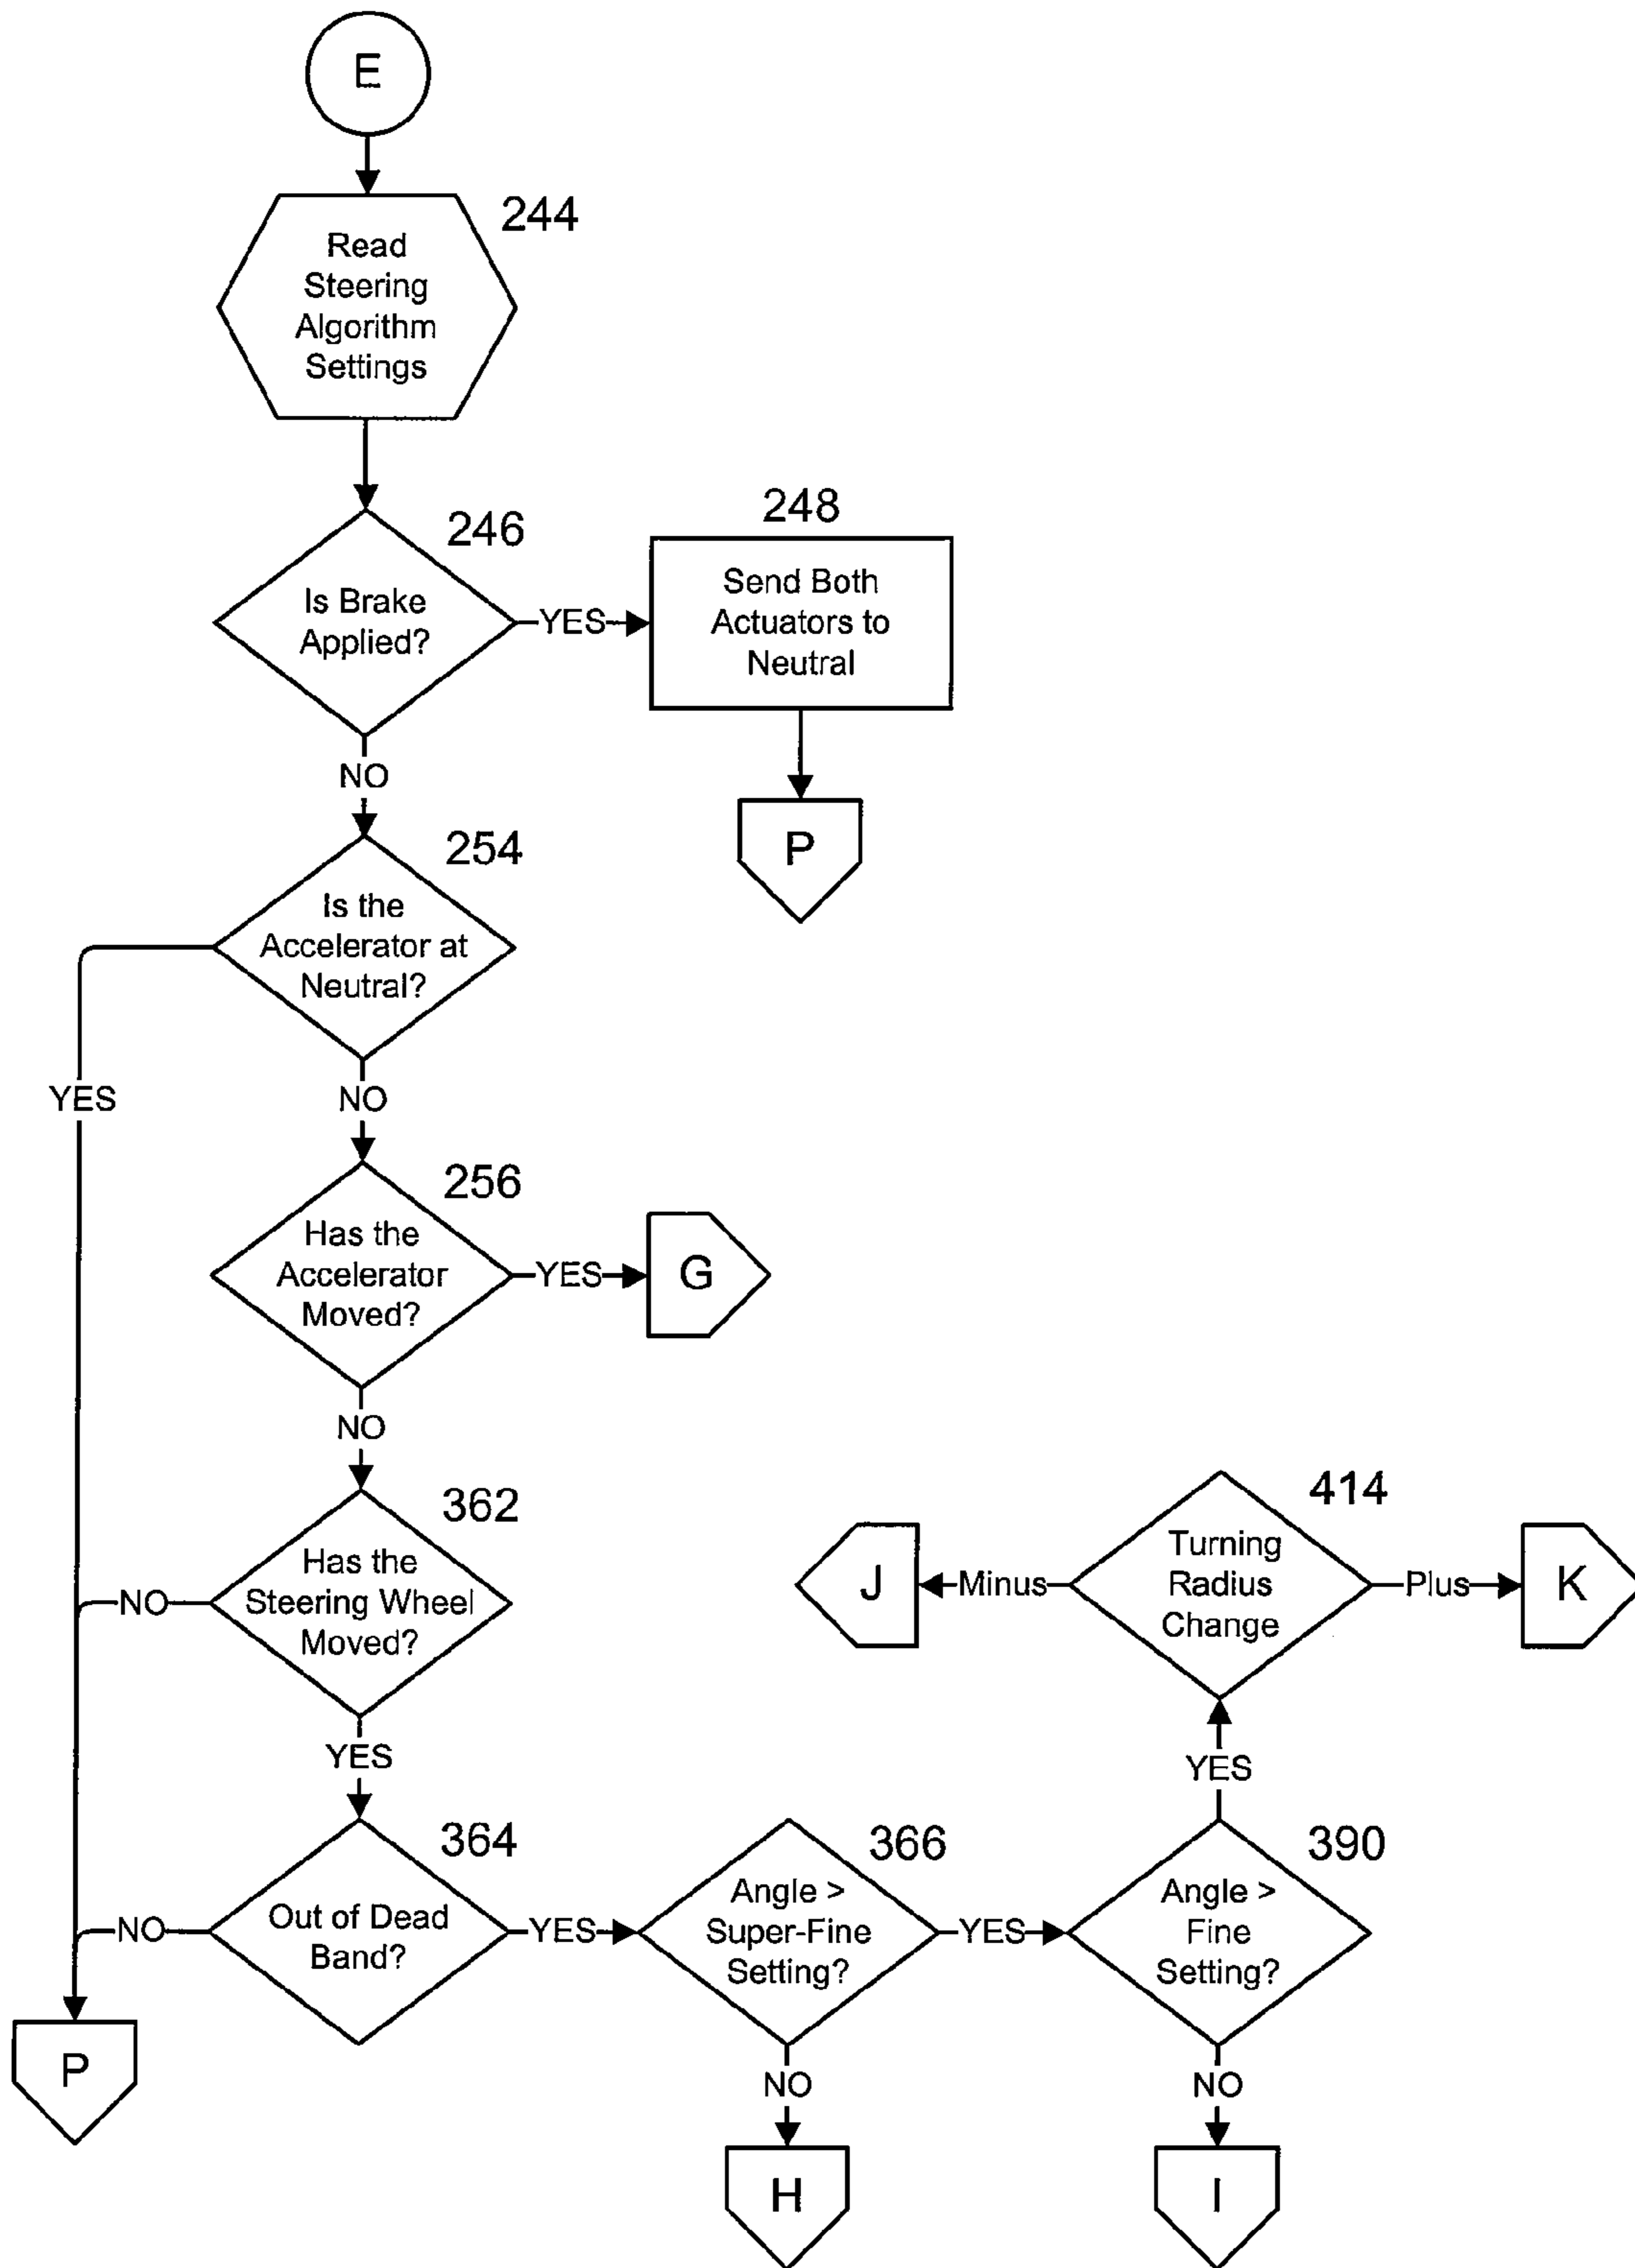 E
244
Read
Steering
Algorithm
Settings
246
Is Brake
Applied?
YES
248
Send Both
Actuators to
Neutral
P
NO
254
Is the
Accelerator at
Neutral?
YES
NO
256
Has the
Accelerator
Moved?
YES
G
NO
362
Has the
Steering Wheel
Moved?
NO
YES
414
Turning
Radius
Change
Minus
J
Plus
K
YES
364
Out of Dead
Band?
NO
YES
366
Angle >
Super-Fine
Setting?
YES
390
Angle >
Fine
Setting?
P
NO
H
NO
I